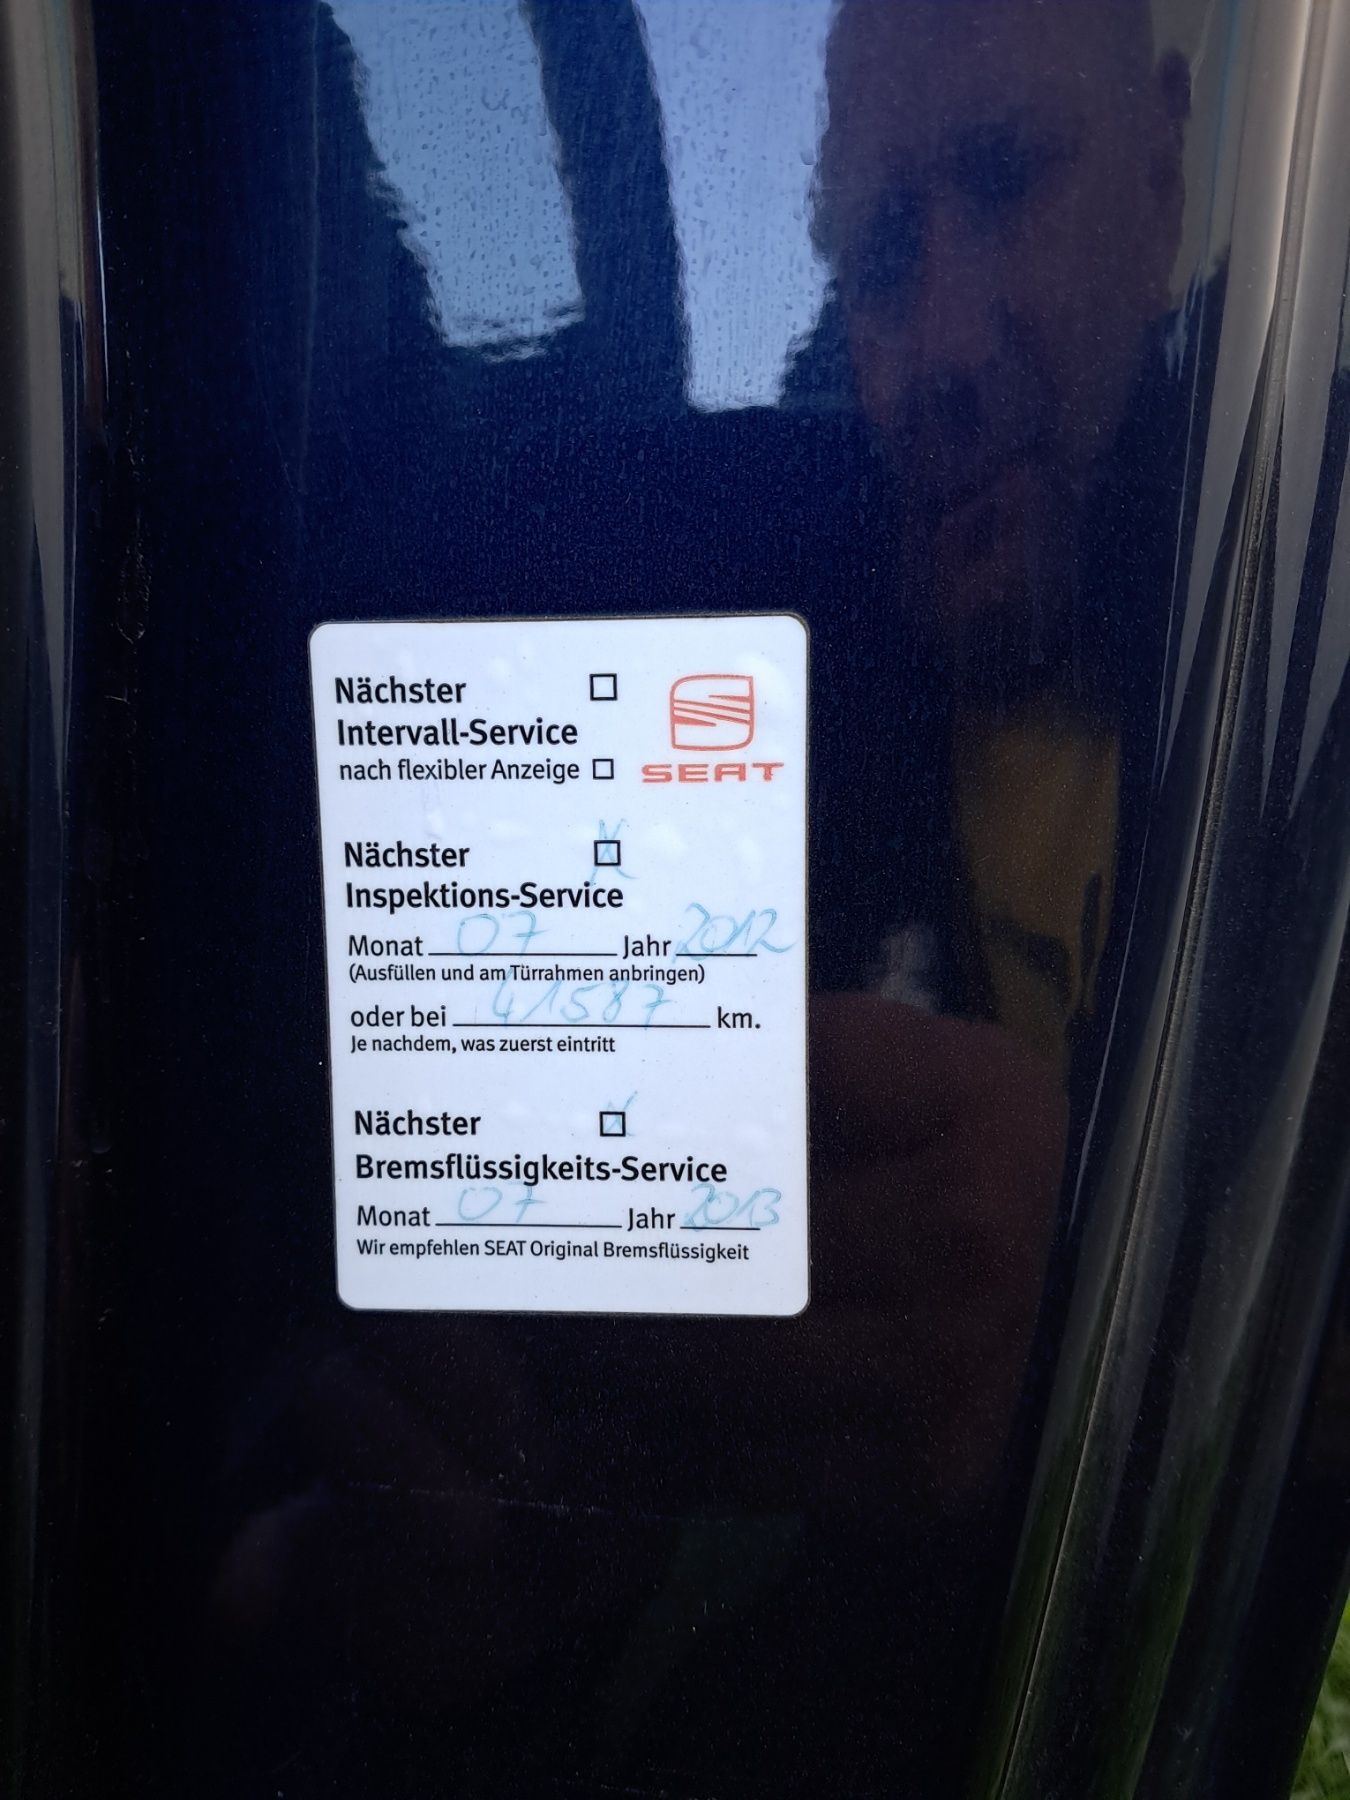 Nächster
Intervall-Service
nach flexibler Anzeige
SEAT
Nächster
Inspektions-Service
Monat 07 Jahr 2012
(Ausfüllen und am Türrahmen anbringen)
oder bei 41587 km.
Je nachdem, was zuerst eintritt
Nächster
Bremsflüssigkeits-Service
Monat 07 Jahr 2013
Wir empfehlen SEAT Original Bremsflüssigkeit